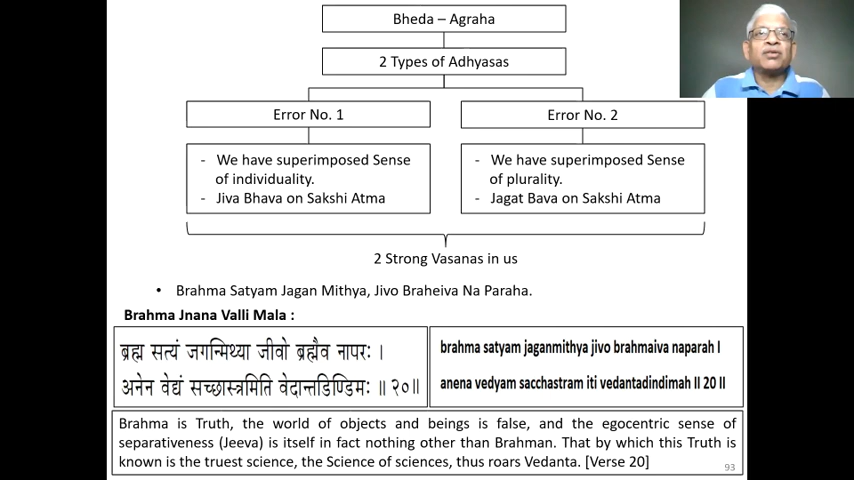 Bheda – Agraha
2 Types of Adhyasas
Error No. 1
Error No. 2
- We have superimposed Sense
of individuality.
- Jiva Bhava on Sakshi Atma
- We have superimposed Sense
of plurality.
- Jagat Bava on Sakshi Atma
2 Strong Vasanas in us
• Brahma Satyam Jagan Mithya, Jivo Braheiva Na Paraha.
Brahma Jnana Valli Mala :
ब्रह्म सत्यं जगन्मिथ्या जीवो ब्रह्मैव नापरः ।
अनेन वेद्यं सच्छास्त्रमिति वेदान्तडिण्डिमः ॥ २० ॥
brahma satyam jaganmithya jivo brahmaiva naparah I
anena vedyam sacchastram iti vedantadindimah II 20 II
Brahma is Truth, the world of objects and beings is false, and the egocentric sense of
separativeness (Jeeva) is itself in fact nothing other than Brahman. That by which this Truth is
known is the truest science, the Science of sciences, thus roars Vedanta. [Verse 20]
93